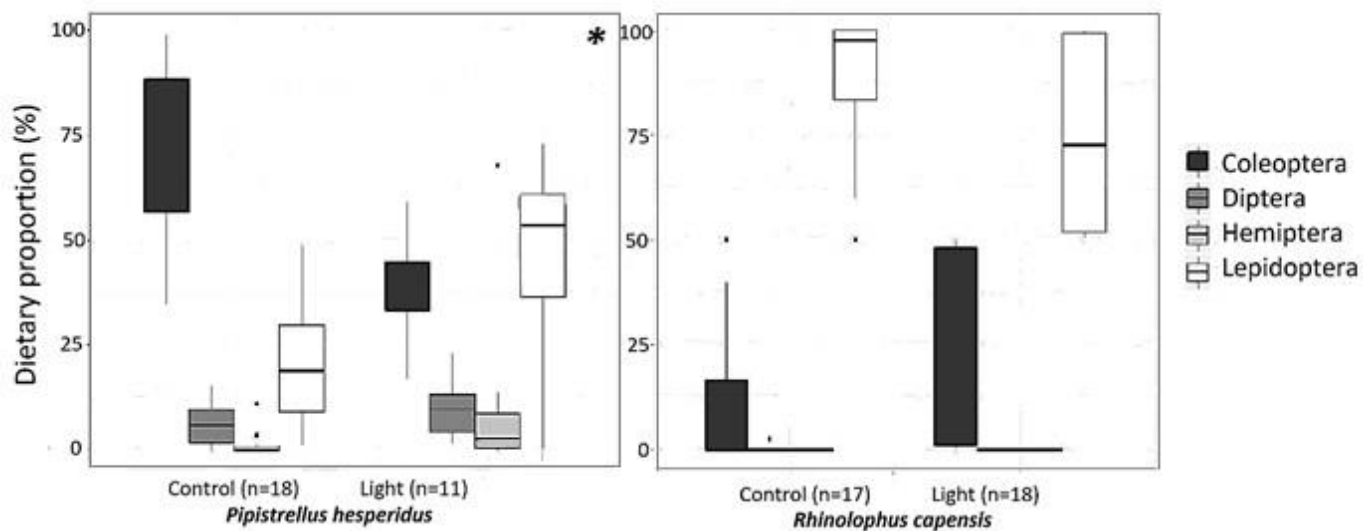 Dietary proportion (%)
100
75
50
25
0
*
Control (n=18)
Light (n=11)
Pipistrellus hesperidus
100
75
50
25
0
Control (n=17)
Light (n=18)
Rhinolophus capensis
Coleoptera
Diptera
Hemiptera
Lepidoptera